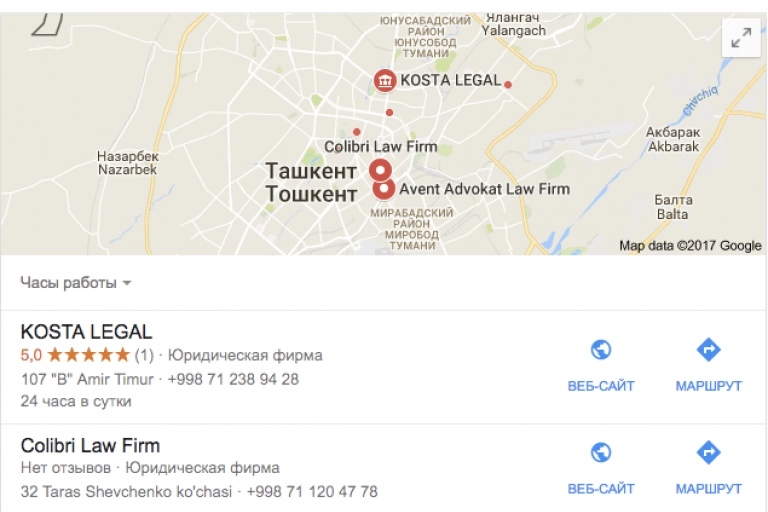 ЮНУСАБАДСКИЙ
РАЙОН
ЮНУСОБОД
ТУМАНИ
Ялангач
Yalangach
KOSTA LEGAL
Chirchiq
Акбарак
Akbarak
Colibri Law Firm
Назарбек
Nazarbek
Ташкент
Тошкент
Avent Advokat Law Firm
Балта
Balta
МИРАБАДСКИЙ
РАЙОН
МИРОБОД
ТУМАНИ
Map data ©2017 Google
Часы работы
KOSTA LEGAL
5,0 ★★★★★ (1) · Юридическая фирма
107 "B" Amir Timur · +998 71 238 94 28
24 часа в сутки
ВЕБ-САЙТ МАРШРУТ
Colibri Law Firm
Нет отзывов · Юридическая фирма
32 Taras Shevchenko ko'chasi · +998 71 120 47 78
ВЕБ-САЙТ МАРШРУТ